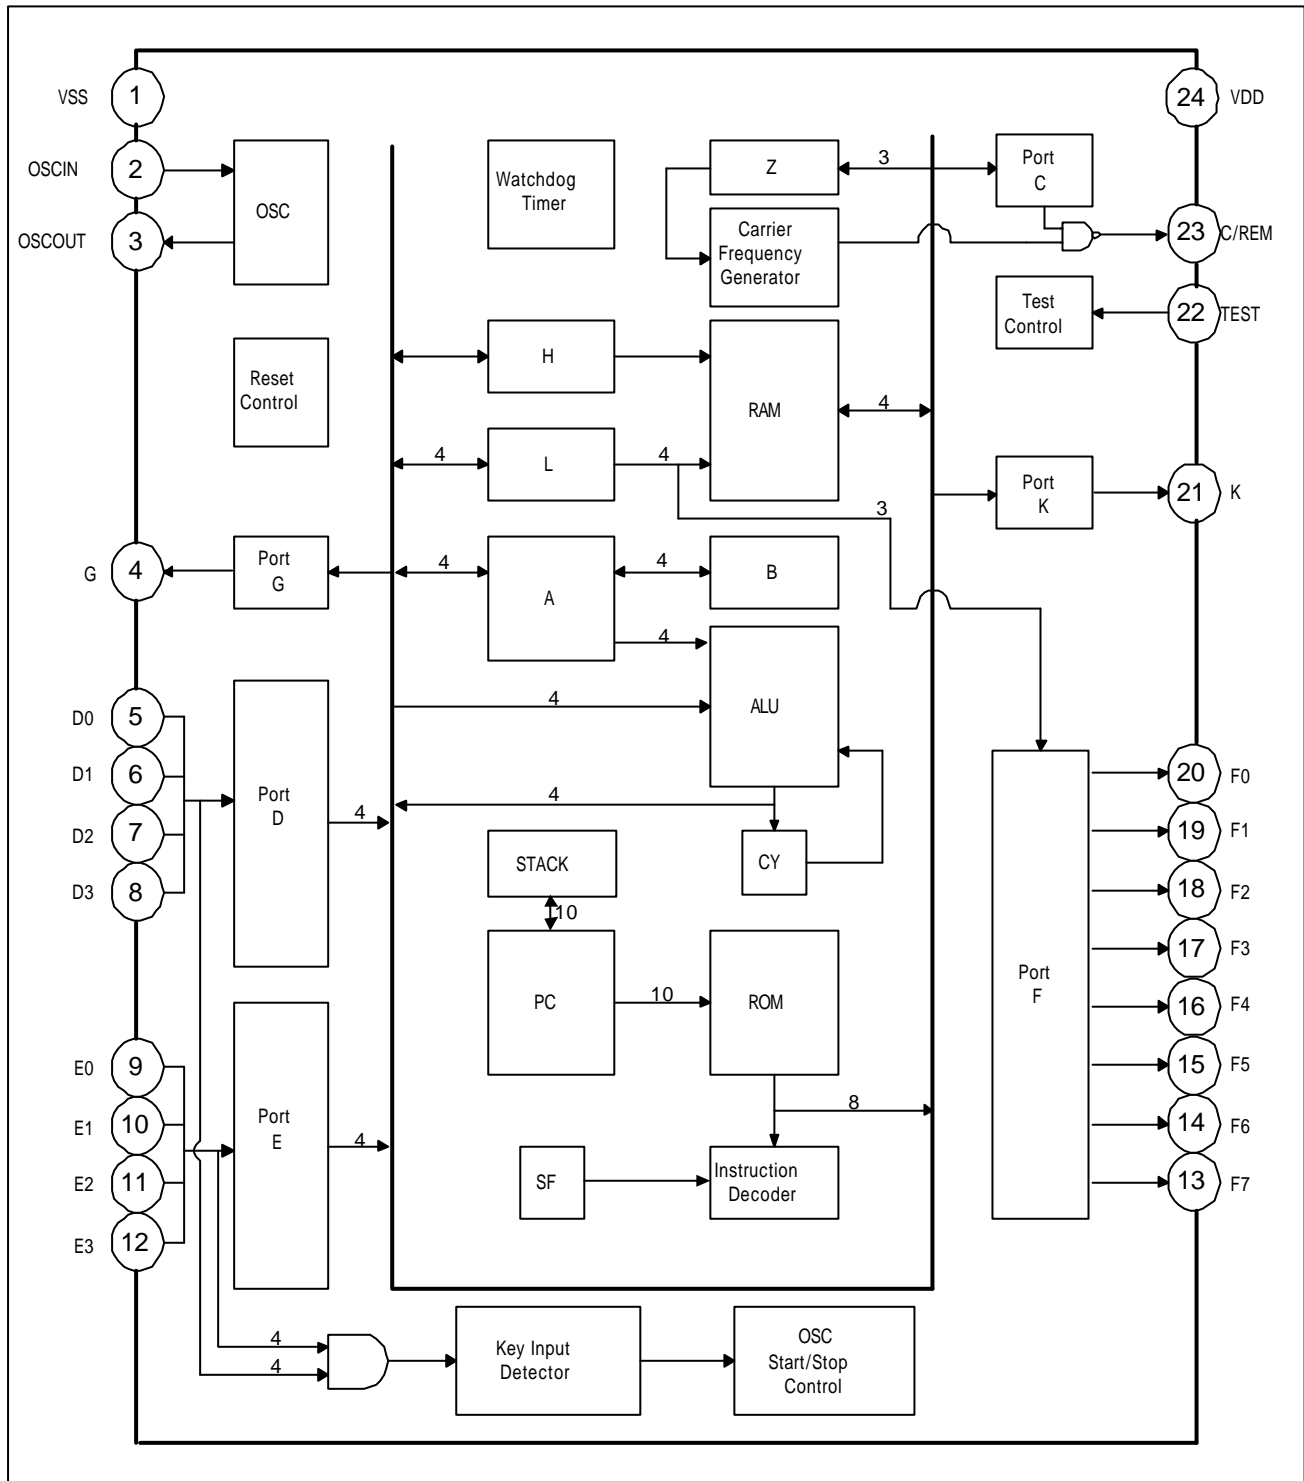 VSS
1
24
VDD
OSCIN
2
OSC
Watchdog
Timer
Z
3
Port
C
OSCOUT
3
Carrier
Frequency
Generator
23
C/REM
Test
Control
22
TEST
Reset
Control
H
RAM
4
4
L
4
3
Port
K
21
K
G
4
Port
G
4
A
4
B
4
D0
5
D1
6
D2
7
D3
8
Port
D
4
4
ALU
4
CY
STACK
10
PC
10
ROM
8
SF
Instruction
Decoder
Port
F
20
F0
19
F1
18
F2
17
F3
16
F4
15
F5
14
F6
13
F7
E0
9
E1
10
E2
11
E3
12
Port
E
4
4
4
Key Input
Detector
OSC
Start/Stop
Control